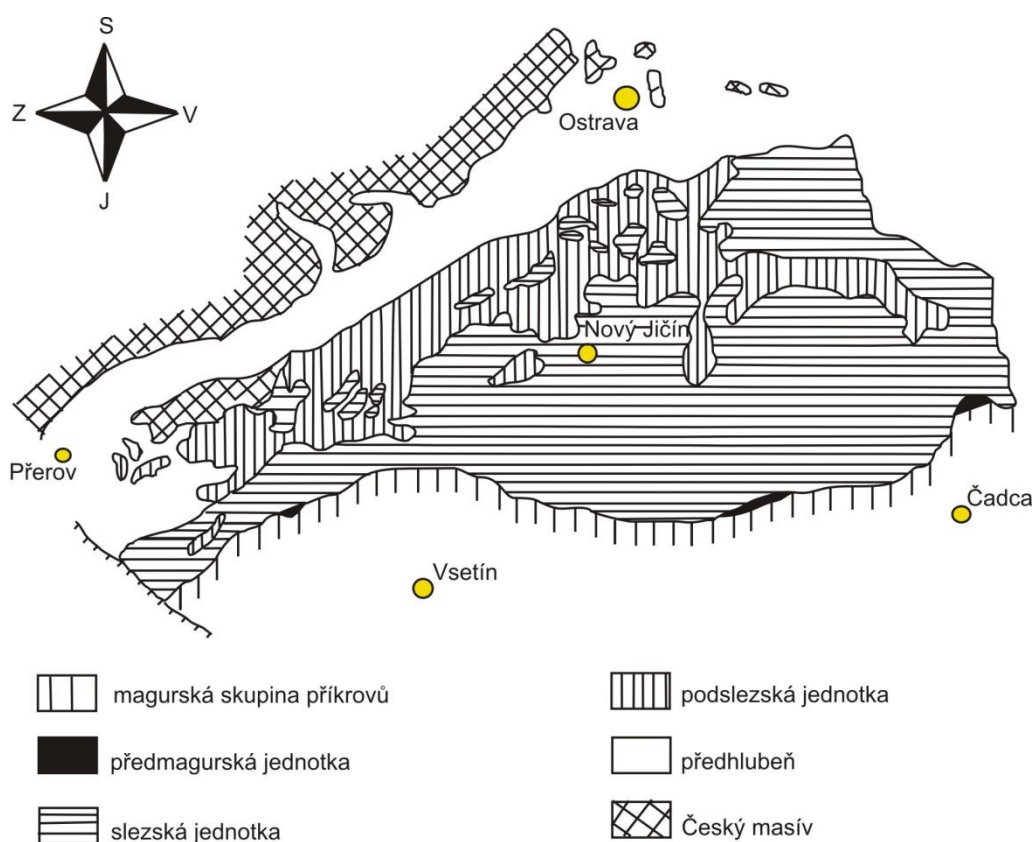 S
Z
V
J
Ostrava
Nový Jičín
Přerov
Čadca
Vsetín
magurská skupina příkrovů
předmagurská jednotka
slezská jednotka
podslezská jednotka
předhlubeň
Český masív